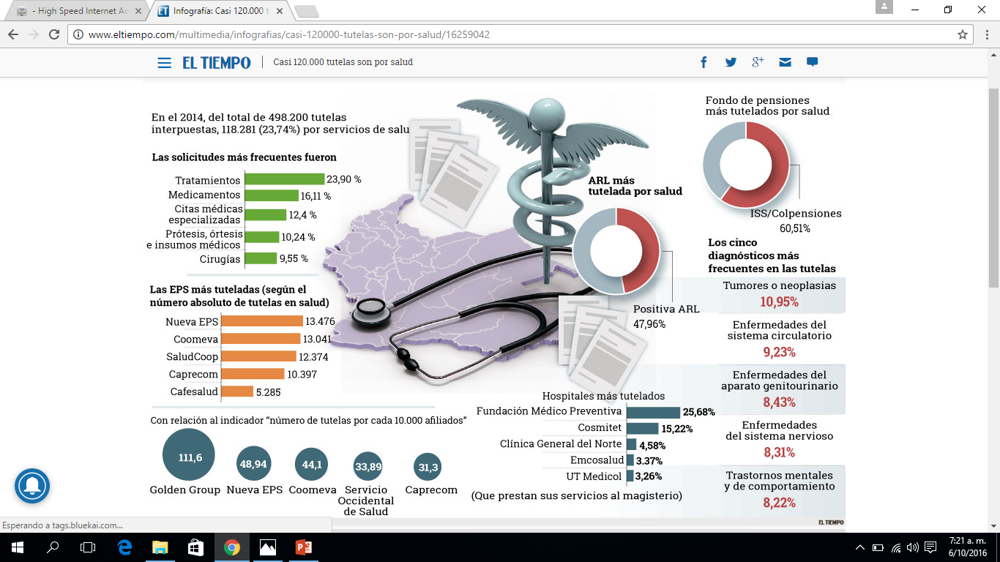 - High Speed Internet Ac
Infografía: Casi 120.000 t
www.eltiempo.com/multimedia/infografias/casi-120000-tutelas-son-por-salud/16259042
EL TIEMPO
Casi 120.000 tutelas son por salud
En el 2014, del total de 498.200 tutelas
interpuestas, 118.281 (23,74%) por servicios de salu
Las solicitudes más frecuentes fueron
Tratamientos 23,90 %
Medicamentos 16,11 %
Citas médicas
especializadas 12,4 %
Prótesis, órtesis
e insumos médicos 10,24 %
Cirugías 9,55 %
Las EPS más tuteladas (según el
número absoluto de tutelas en salud)
Nueva EPS 13.476
Coomeva 13.041
SaludCoop 12.374
Caprecom 10.397
Cafesalud 5.285
Con relación al indicador “número de tutelas por cada 10.000 afiliados”
111,6
Golden Group
48,94
Nueva EPS
44,1
Coomeva
33,89
Servicio
Occidental
de Salud
31,3
Caprecom
ARL más
tutelada por salud
Positiva ARL
47,96%
Hospitales más tutelados
Fundación Médico Preventiva 25,68%
Cosmitet 15,22%
Clínica General del Norte 4,58%
Emcosalud 3.37%
UT Medicol 3,26%
(Que prestan sus servicios al magisterio)
Fondo de pensiones
más tutelados por salud
ISS/Colpensiones
60,51%
Los cinco
diagnósticos más
frecuentes en las tutelas
Tumores o neoplasias
10,95%
Enfermedades del
sistema circulatorio
9,23%
Enfermedades del
aparato genitourinario
8,43%
Enfermedades
del sistema nervioso
8,31%
Trastornos mentales
y de comportamiento
8,22%
EL TIEMPO
Esperando a tags.bluekai.com...
7:21 a. m.
6/10/2016